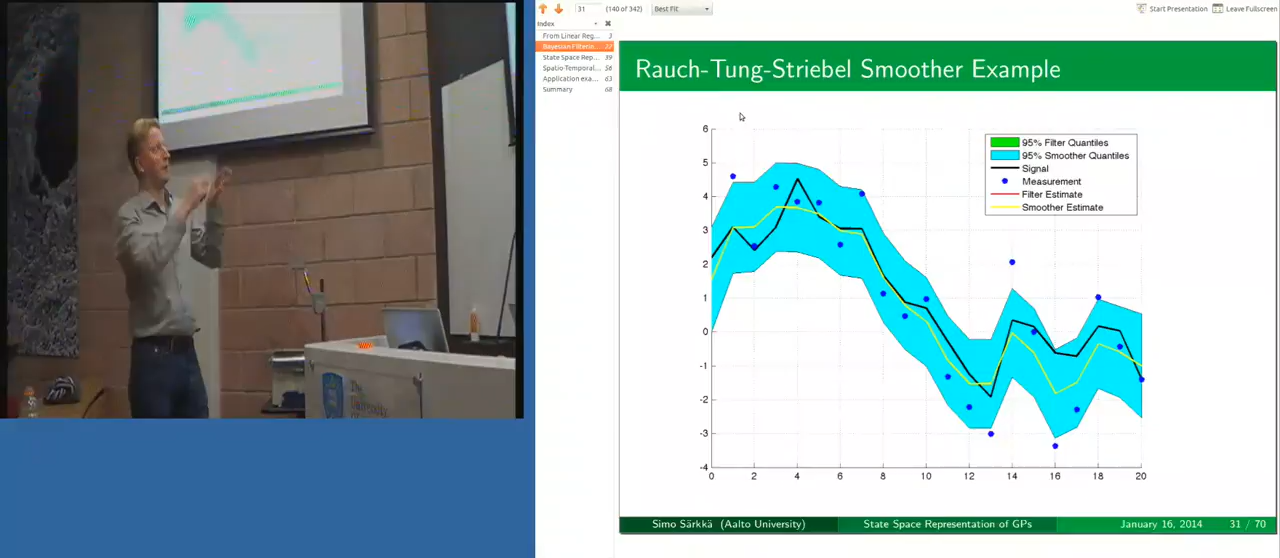 31 (140 of 342) Best Fit Start Presentation Leave Fullscreen
Index
From Linear Reg... 3
State Space Rep... 39
Spatio-Temporal... 56
Application exa... 63
Summary 68
Rauch-Tung-Striebel Smoother Example
6
5
4
3
2
1
0
-1
-2
-3
-4
0 2 4 6 8 10 12 14 16 18 20
95% Filter Quantiles
95% Smoother Quantiles
Signal
Measurement
Filter Estimate
Smoother Estimate
Simo Särkkä (Aalto University) State Space Representation of GPs January 16, 2014 31 / 70
The
University